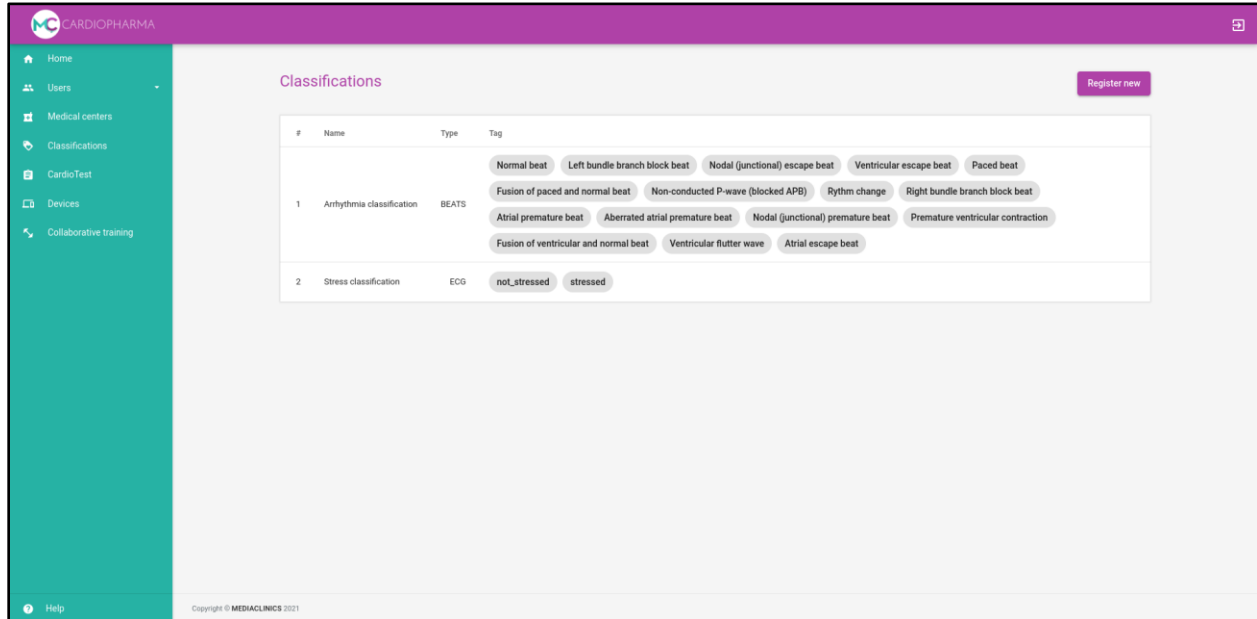 MC CARDIOPHARMA
Home
Users
Medical centers
Classifications
CardioTest
Devices
Collaborative training
Help
Classifications
Register new
# Name Type Tag
Normal beat Left bundle branch block beat Nodal (junctional) escape beat Ventricular escape beat Paced beat
Fusion of paced and normal beat Non-conducted P-wave (blocked APB) Rythm change Right bundle branch block beat
1 Arrhythmia classification BEATS
Atrial premature beat Aberrated atrial premature beat Nodal (junctional) premature beat Premature ventricular contraction
Fusion of ventricular and normal beat Ventricular flutter wave Atrial escape beat
2 Stress classification ECG not_stressed stressed
Copyright © MEDIACLINICS 2021